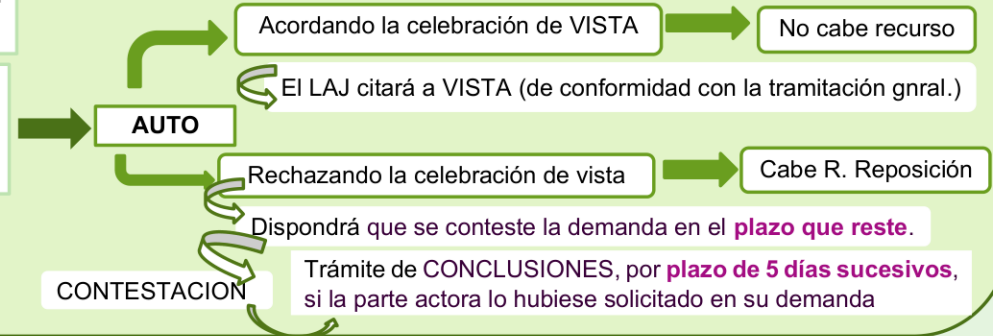 Acordando la celebración de VISTA
No cabe recurso
El LAJ citará a VISTA (de conformidad con la tramitación gnral.)
AUTO
Rechazando la celebración de vista
Cabe R. Reposición
Dispondrá que se conteste la demanda en el plazo que reste.
CONTESTACION
Trámite de CONCLUSIONES, por plazo de 5 días sucesivos,
si la parte actora lo hubiese solicitado en su demanda